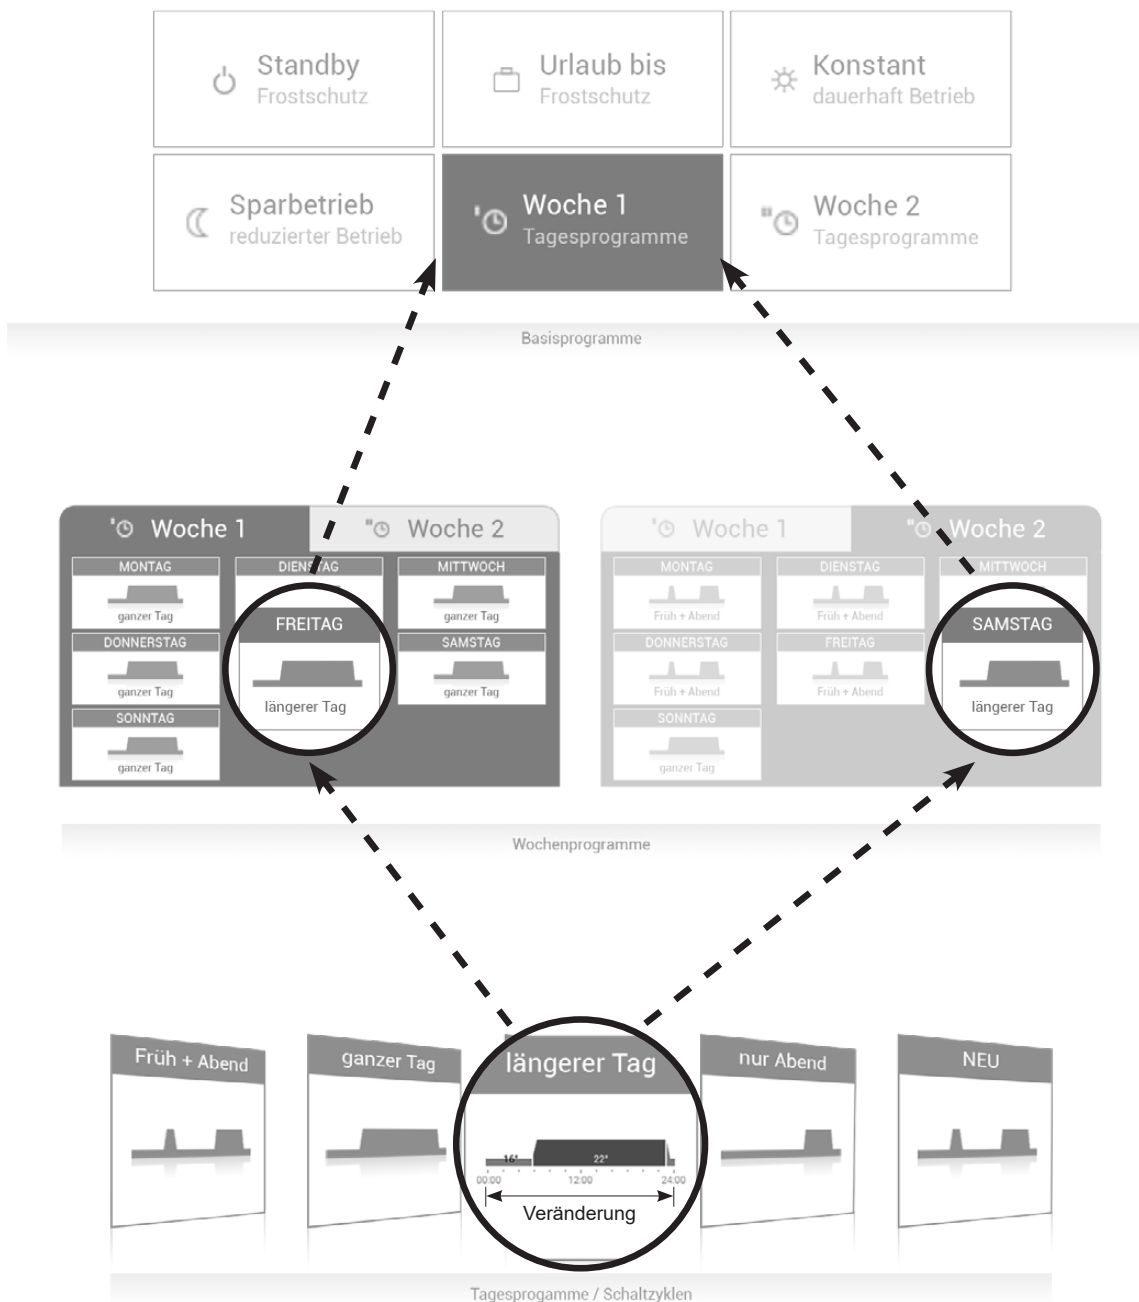 Standby
Frostschutz
Urlaub bis
Frostschutz
Konstant
dauerhaft Betrieb
Sparbetrieb
reduzierter Betrieb
Woche 1
Tagesprogramme
Woche 2
Tagesprogramme
Basisprogramme
Woche 1
Woche 2
MONTAG
ganzer Tag
DIENSTAG
MITTWOCH
ganzer Tag
DONNERSTAG
ganzer Tag
FREITAG
längerer Tag
SAMSTAG
ganzer Tag
SONNTAG
ganzer Tag
Woche 1
Woche 2
MONTAG
Früh + Abend
DIENSTAG
Früh + Abend
MITTWOCH
DONNERSTAG
Früh + Abend
FREITAG
Früh + Abend
SAMSTAG
längerer Tag
SONNTAG
ganzer Tag
Wochenprogramme
Früh + Abend
ganzer Tag
längerer Tag
16°
22°
00:00
12:00
24:00
Veränderung
nur Abend
NEU
Tagesprogamme / Schaltzyklen